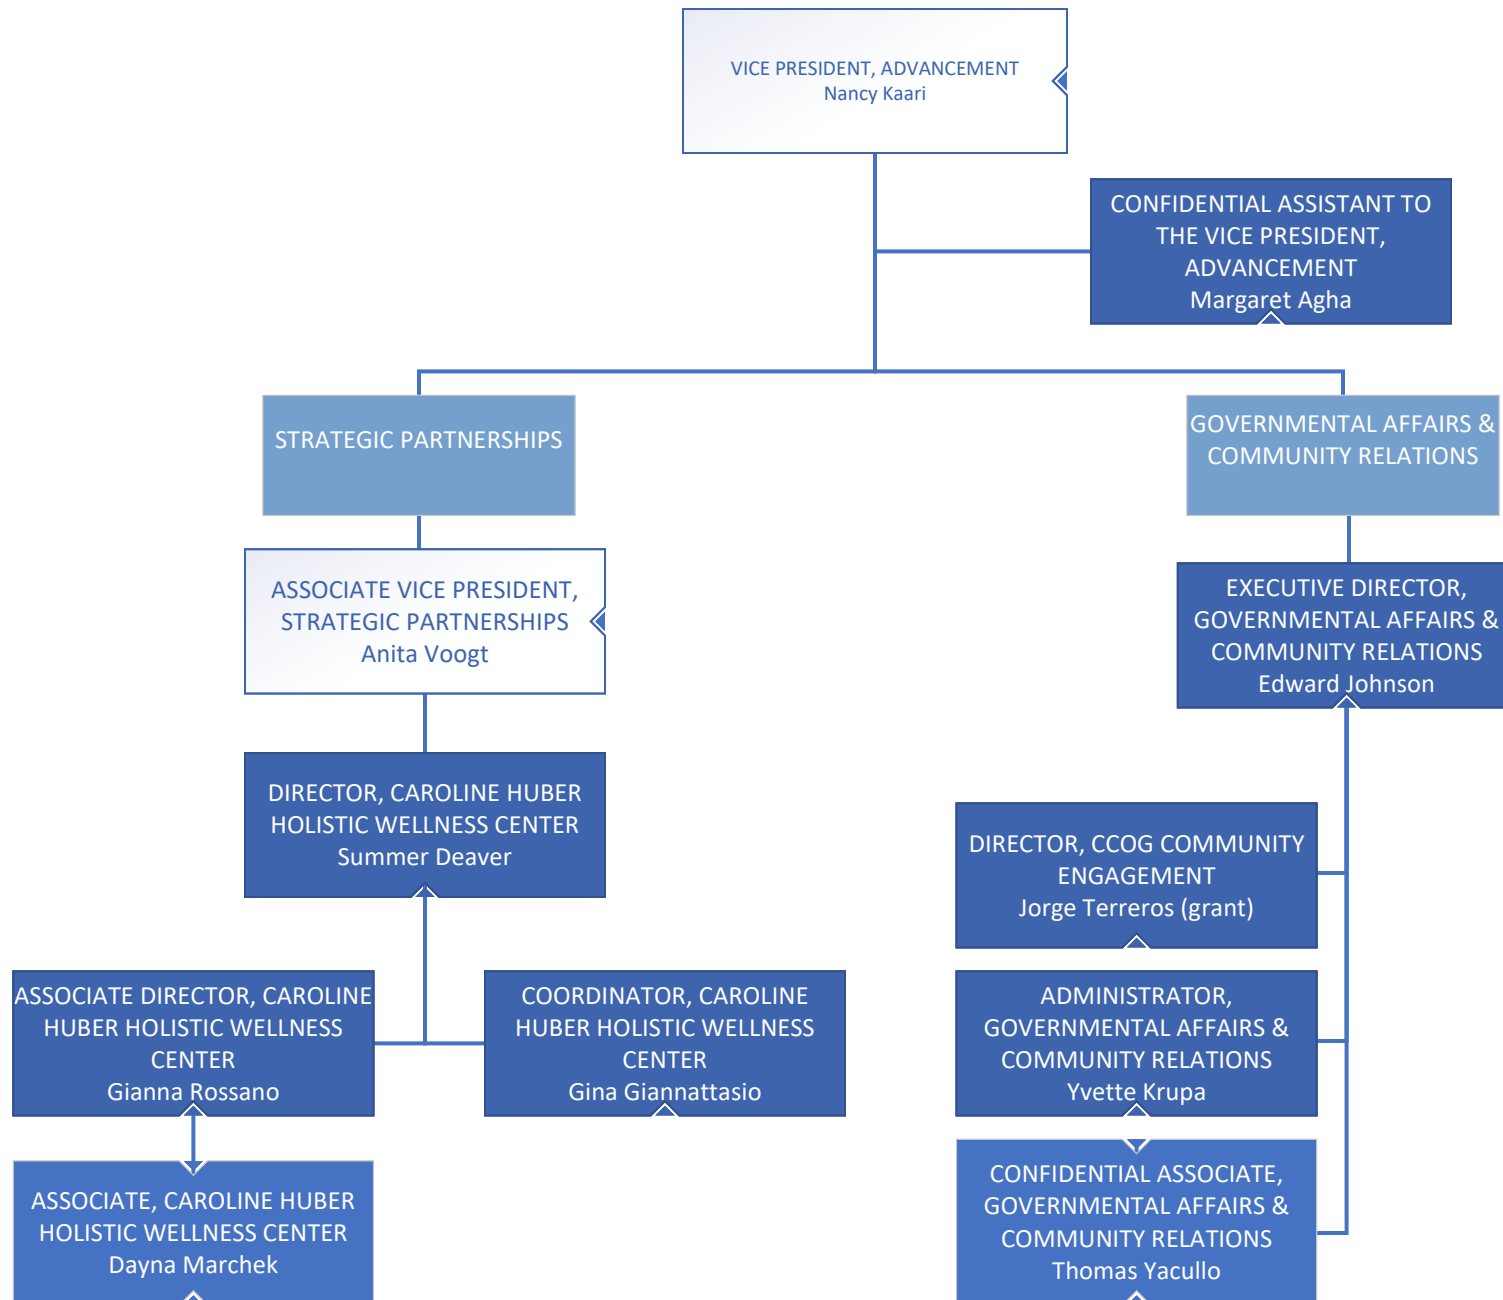 VICE PRESIDENT, ADVANCEMENT
Nancy Kaari
CONFIDENTIAL ASSISTANT TO
THE VICE PRESIDENT,
ADVANCEMENT
Margaret Agha
STRATEGIC PARTNERSHIPS
GOVERNMENTAL AFFAIRS &
COMMUNITY RELATIONS
ASSOCIATE VICE PRESIDENT,
STRATEGIC PARTNERSHIPS
Anita Voogt
EXECUTIVE DIRECTOR,
GOVERNMENTAL AFFAIRS &
COMMUNITY RELATIONS
Edward Johnson
DIRECTOR, CAROLINE HUBER
HOLISTIC WELLNESS CENTER
Summer Deaver
DIRECTOR, CCOG COMMUNITY
ENGAGEMENT
Jorge Terreros (grant)
ASSOCIATE DIRECTOR, CAROLINE
HUBER HOLISTIC WELLNESS
CENTER
Gianna Rossano
COORDINATOR, CAROLINE
HUBER HOLISTIC WELLNESS
CENTER
Gina Giannattasio
ADMINISTRATOR,
GOVERNMENTAL AFFAIRS &
COMMUNITY RELATIONS
Yvette Krupa
ASSOCIATE, CAROLINE HUBER
HOLISTIC WELLNESS CENTER
Dayna Marchek
CONFIDENTIAL ASSOCIATE,
GOVERNMENTAL AFFAIRS &
COMMUNITY RELATIONS
Thomas Yacullo